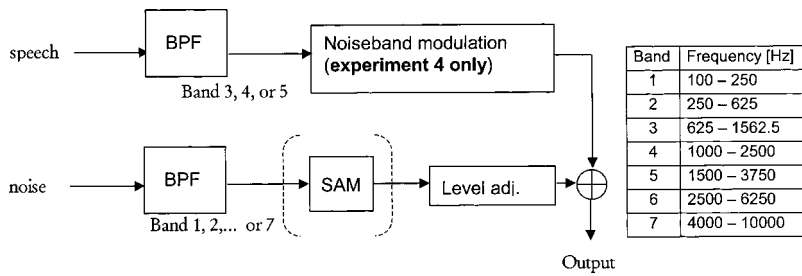 speech
BPF
Noiseband modulation
(experiment 4 only)
Band 3, 4, or 5
noise
BPF
SAM
Level adj.
Band 1, 2,... or 7
Output
Band Frequency [Hz]
1 100 – 250
2 250 – 625
3 625 – 1562.5
4 1000 – 2500
5 1500 – 3750
6 2500 – 6250
7 4000 – 10000